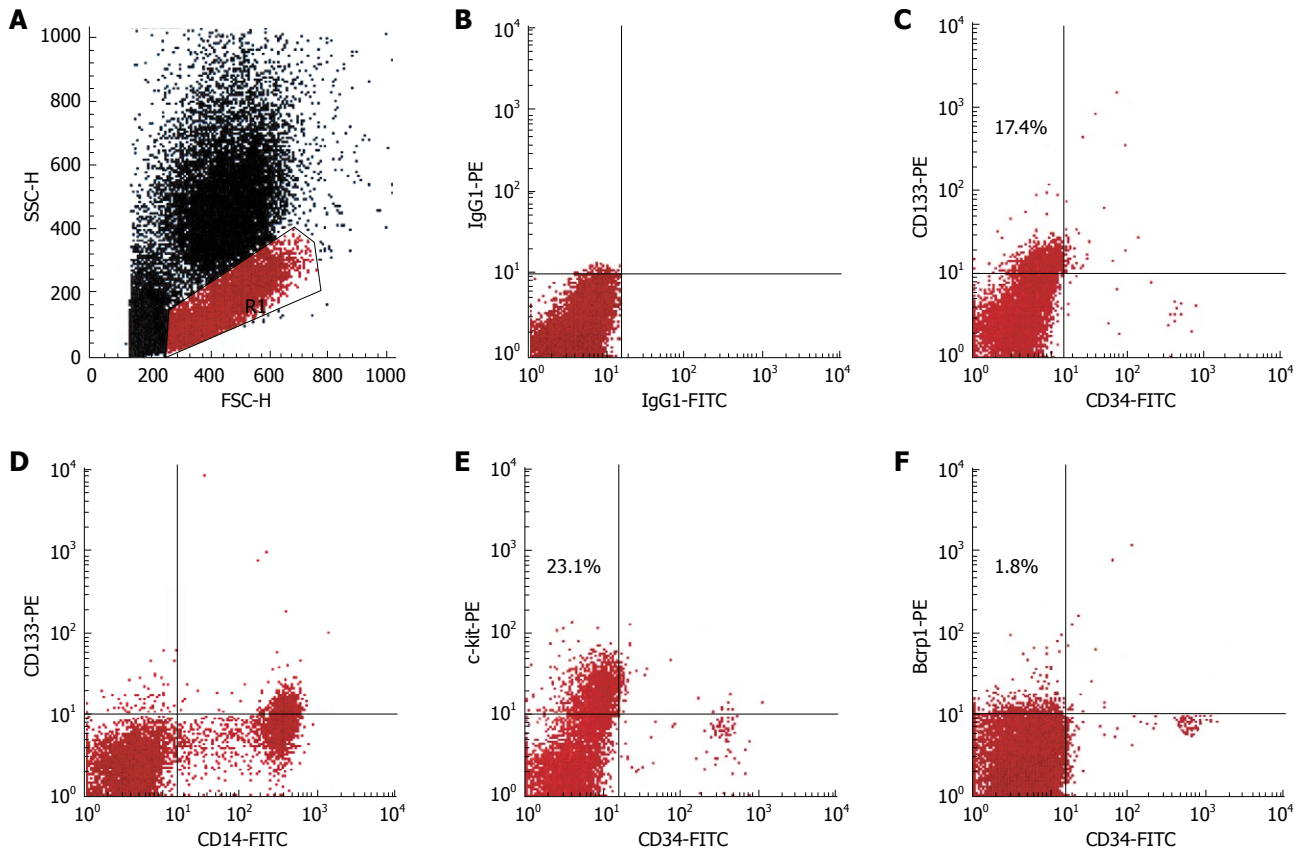 A
1000
800
600
400
200
0
SSC-H
R1
0 200 400 600 800 1000
FSC-H
B
10^4
10^3
10^2
10^1
10^0
IgG1-PE
10^0 10^1 10^2 10^3 10^4
IgG1-FITC
C
10^4
10^3
10^2
10^1
10^0
CD133-PE
17.4%
10^0 10^1 10^2 10^3 10^4
CD34-FITC
D
10^4
10^3
10^2
10^1
10^0
CD133-PE
10^0 10^1 10^2 10^3 10^4
CD14-FITC
E
10^4
10^3
10^2
10^1
10^0
c-kit-PE
23.1%
10^0 10^1 10^2 10^3 10^4
CD34-FITC
F
10^4
10^3
10^2
10^1
10^0
Bcrp1-PE
1.8%
10^0 10^1 10^2 10^3 10^4
CD34-FITC